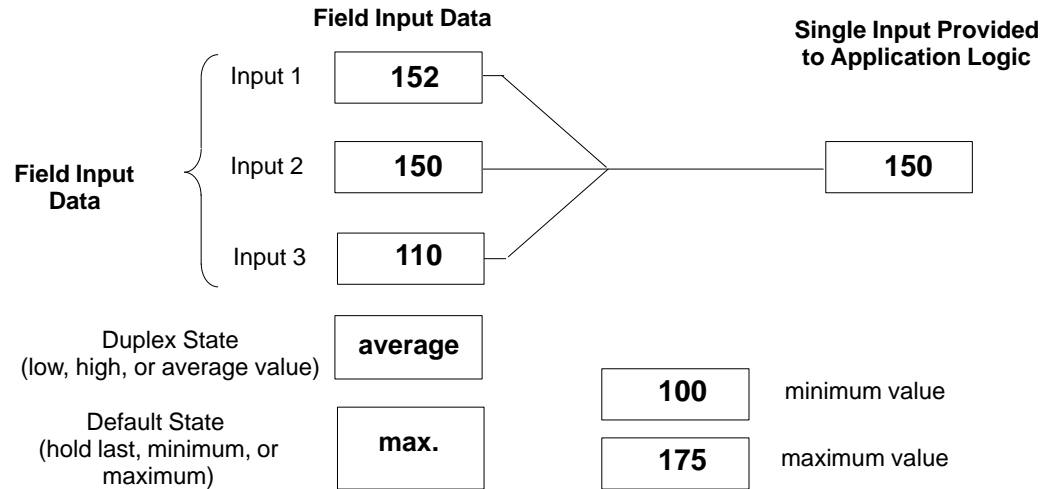 Field Input Data
Single Input Provided
to Application Logic
Input 1
152
Field Input
Data
Input 2
150
150
Input 3
110
Duplex State
(low, high, or average value)
average
100
minimum value
Default State
(hold last, minimum, or
maximum)
max.
175
maximum value